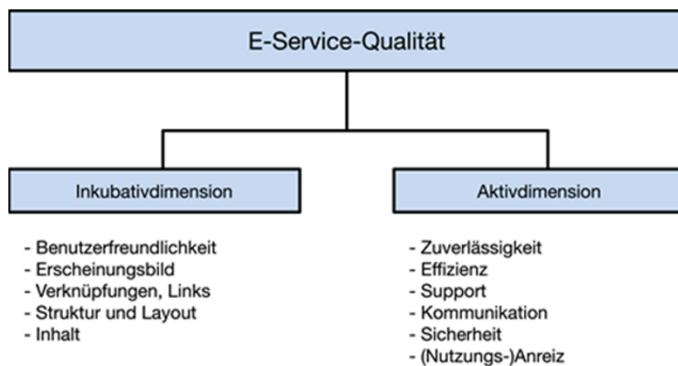 E-Service-Qualität
Inkubativdimension
- Benutzerfreundlichkeit
- Erscheinungsbild
- Verknüpfungen, Links
- Struktur und Layout
- Inhalt
Aktivdimension
- Zuverlässigkeit
- Effizienz
- Support
- Kommunikation
- Sicherheit
- (Nutzungs-)Anreiz